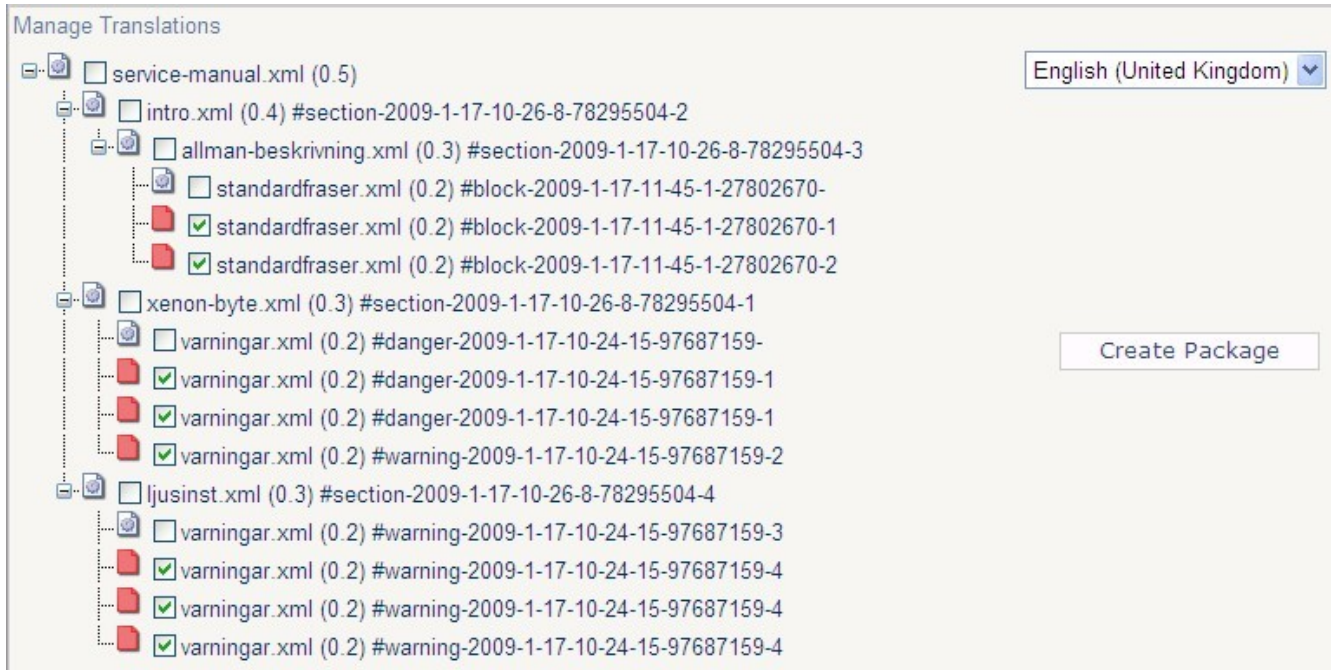 Manage Translations
service-manual.xml (0.5)
English (United Kingdom)
intro.xml (0.4) #section-2009-1-17-10-26-8-78295504-2
allman-beskrivning.xml (0.3) #section-2009-1-17-10-26-8-78295504-3
standardfraser.xml (0.2) #block-2009-1-17-11-45-1-27802670-
standardfraser.xml (0.2) #block-2009-1-17-11-45-1-27802670-1
standardfraser.xml (0.2) #block-2009-1-17-11-45-1-27802670-2
xenon-byte.xml (0.3) #section-2009-1-17-10-26-8-78295504-1
varningar.xml (0.2) #danger-2009-1-17-10-24-15-97687159-
Create Package
varningar.xml (0.2) #danger-2009-1-17-10-24-15-97687159-1
varningar.xml (0.2) #danger-2009-1-17-10-24-15-97687159-1
varningar.xml (0.2) #warning-2009-1-17-10-24-15-97687159-2
ljusinst.xml (0.3) #section-2009-1-17-10-26-8-78295504-4
varningar.xml (0.2) #warning-2009-1-17-10-24-15-97687159-3
varningar.xml (0.2) #warning-2009-1-17-10-24-15-97687159-4
varningar.xml (0.2) #warning-2009-1-17-10-24-15-97687159-4
varningar.xml (0.2) #warning-2009-1-17-10-24-15-97687159-4